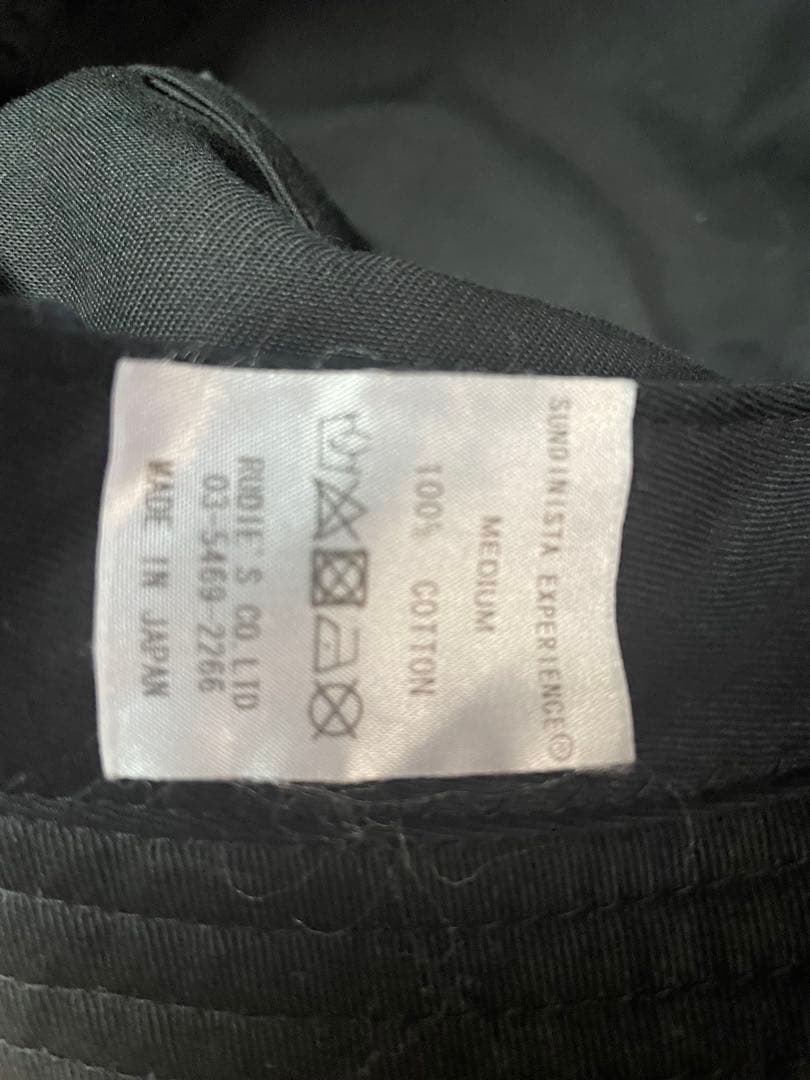 SUNDINISTA EXPERIENCE®
MEDIUM
100% COTTON
RUDIE'S CO.LTD
03-5469-2266
MADE IN JAPAN